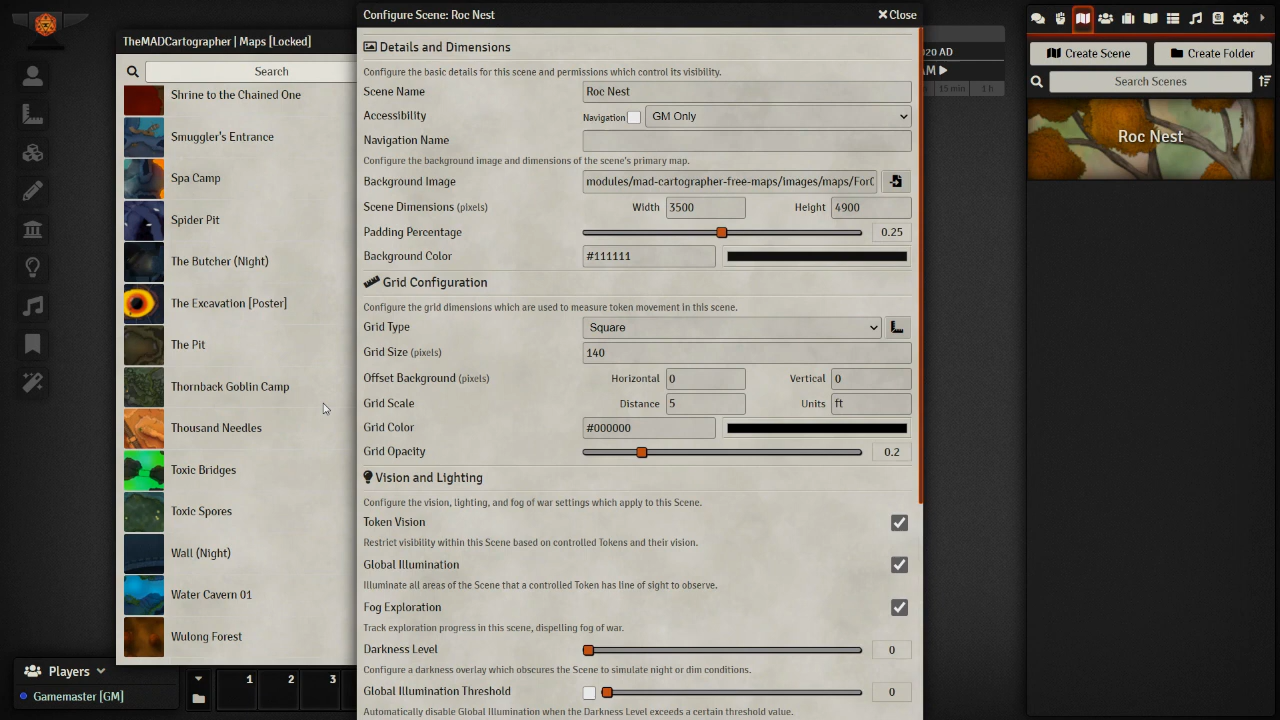 TheMADCartographer | Maps [Locked]
Search
Shrine to the Chained One
Smuggler's Entrance
Spa Camp
Spider Pit
The Butcher (Night)
The Excavation [Poster]
The Pit
Thornback Goblin Camp
Thousand Needles
Toxic Bridges
Toxic Spores
Wall (Night)
Water Cavern 01
Wulong Forest
Players
Gamemaster [GM]
1 2 3
Configure Scene: Roc Nest
Close
Details and Dimensions
Configure the basic details for this scene and permissions which control its visibility.
Scene Name Roc Nest
Accessibility Navigation GM Only
Navigation Name
Configure the background image and dimensions of the scene's primary map.
Background Image modules/mad-cartographer-free-maps/images/maps/For
Scene Dimensions (pixels) Width 3500 Height 4900
Padding Percentage 0.25
Background Color #111111
Grid Configuration
Configure the grid dimensions which are used to measure token movement in this scene.
Grid Type Square
Grid Size (pixels) 140
Offset Background (pixels) Horizontal 0 Vertical 0
Grid Scale Distance 5 Units ft
Grid Color #000000
Grid Opacity 0.2
Vision and Lighting
Configure the vision, lighting, and fog of war settings which apply to this Scene.
Token Vision
Restrict visibility within this Scene based on controlled Tokens and their vision.
Global Illumination
Illuminate all areas of the Scene that a controlled Token has line of sight to observe.
Fog Exploration
Track exploration progress in this scene, dispelling fog of war.
Darkness Level 0
Configure a darkness overlay which obscures the Scene to simulate night or dim conditions.
Global Illumination Threshold 0
Automatically disable Global Illumination when the Darkness Level exceeds a certain threshold value.
20 AD
AM
15 min 1 h
Create Scene Create Folder
Search Scenes
Roc Nest